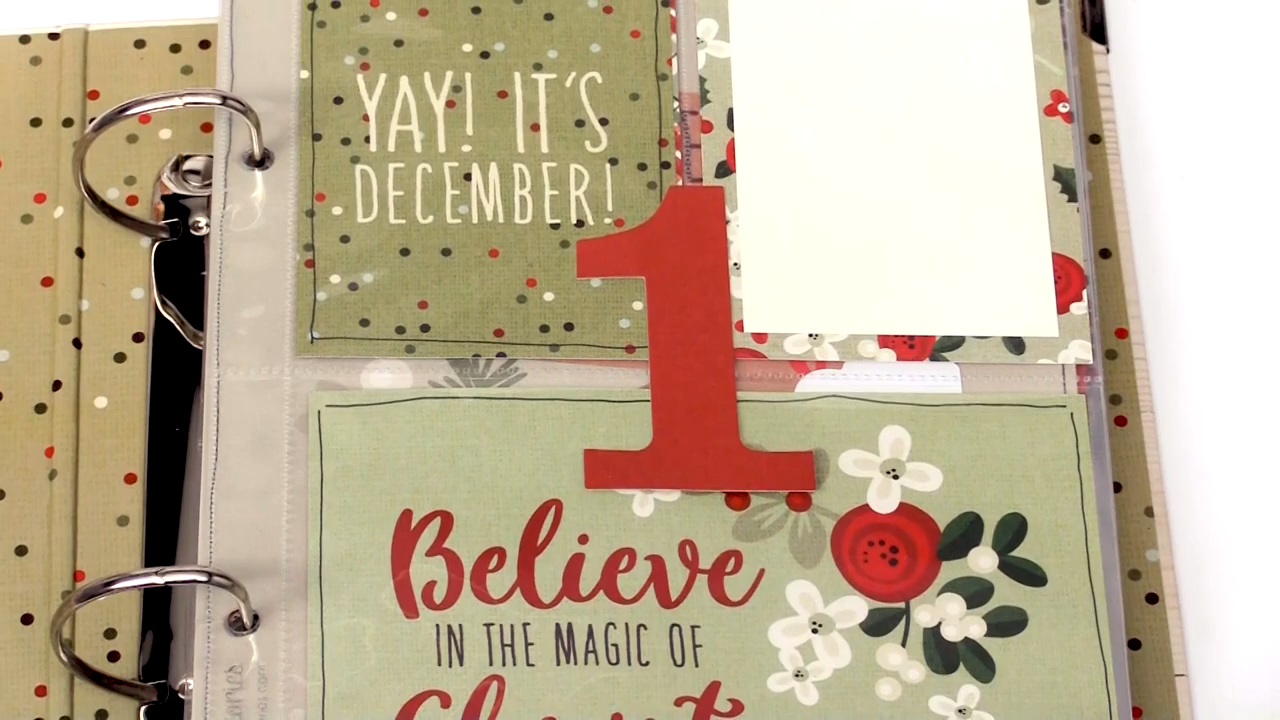 YAY! IT'S
DECEMBER!
1
Believe
IN THE MAGIC OF